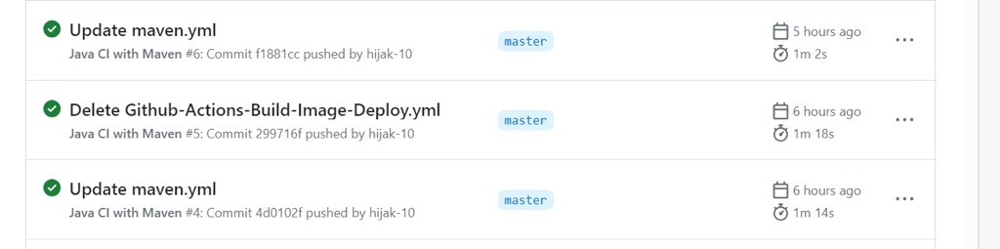 Update maven.yml
Java CI with Maven #6: Commit f1881cc pushed by hijak-10
master
5 hours ago
1m 2s
Delete Github-Actions-Build-Image-Deploy.yml
Java CI with Maven #5: Commit 299716f pushed by hijak-10
master
6 hours ago
1m 18s
Update maven.yml
Java CI with Maven #4: Commit 4d0102f pushed by hijak-10
master
6 hours ago
1m 14s